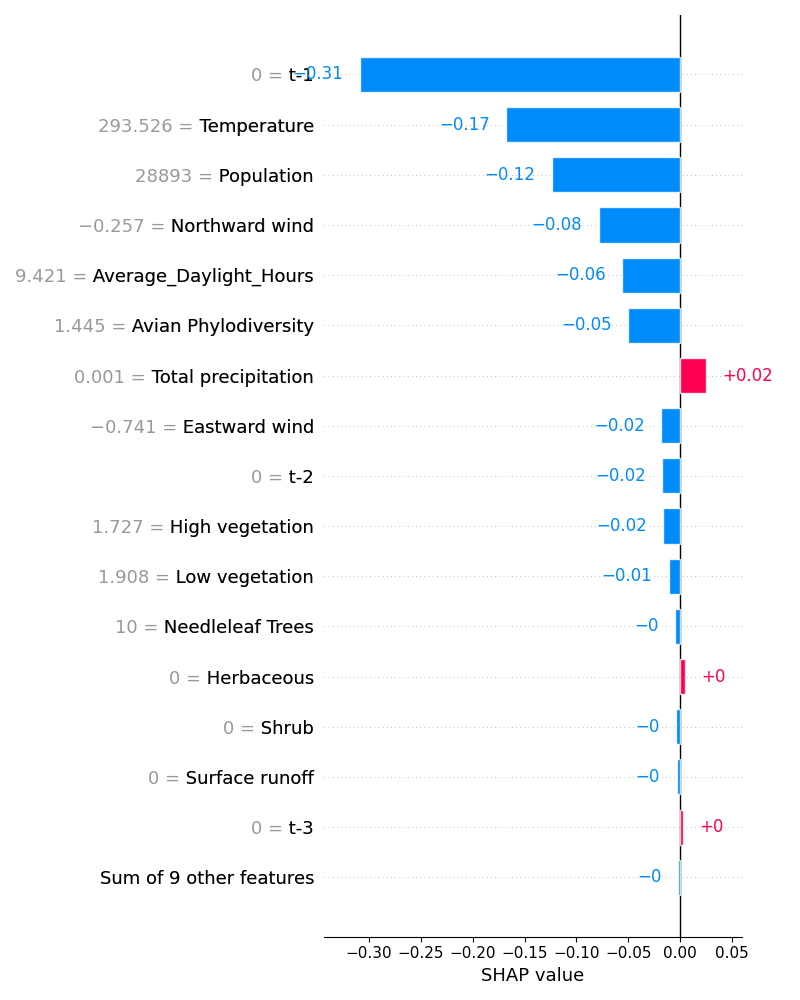 0 = t-1 −0.31
293.526 = Temperature −0.17
28893 = Population −0.12
−0.257 = Northward wind −0.08
9.421 = Average_Daylight_Hours −0.06
1.445 = Avian Phylodiversity −0.05
0.001 = Total precipitation +0.02
−0.741 = Eastward wind −0.02
0 = t-2 −0.02
1.727 = High vegetation −0.02
1.908 = Low vegetation −0.01
10 = Needleleaf Trees −0
0 = Herbaceous +0
0 = Shrub −0
0 = Surface runoff −0
0 = t-3 +0
Sum of 9 other features −0
−0.30 −0.25 −0.20 −0.15 −0.10 −0.05 0.00 0.05
SHAP value